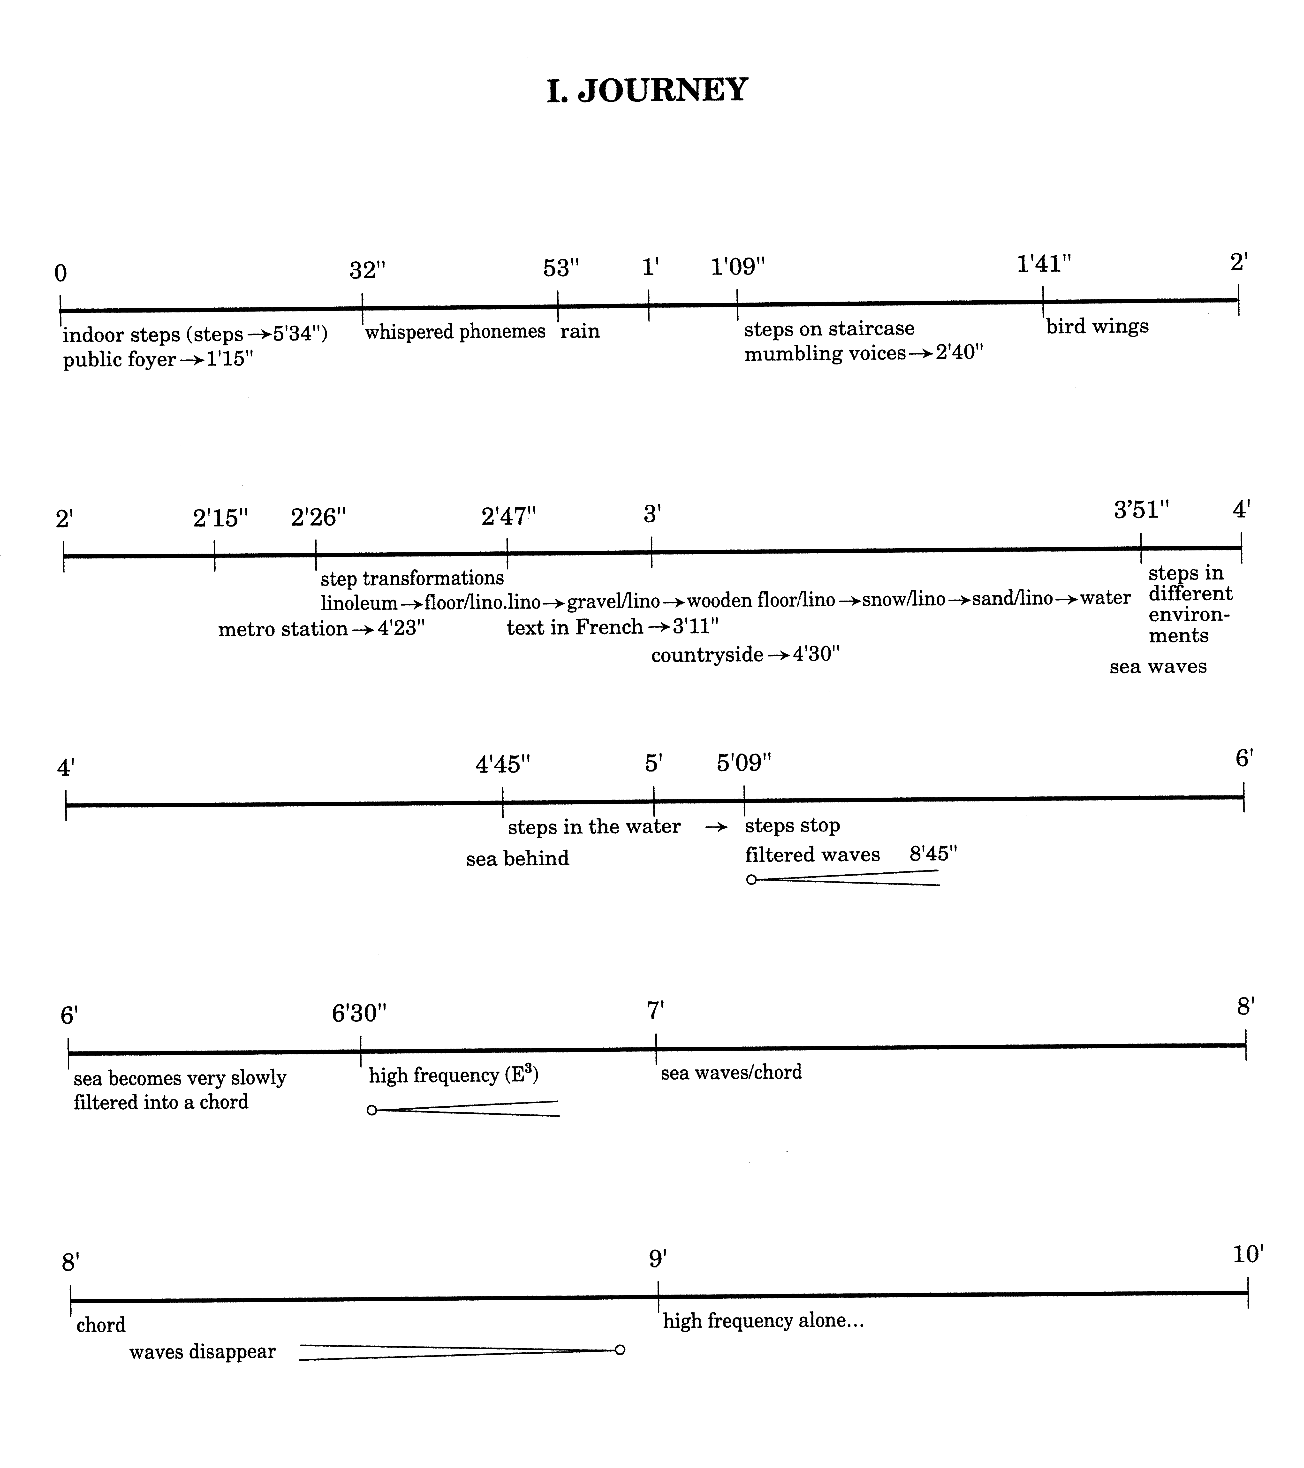 I. JOURNEY
0 32" 53" 1' 1'09" 1'41" 2'
indoor steps (steps →5'34") whispered phonemes rain steps on staircase bird wings
public foyer→1'15" mumbling voices→2'40"
2' 2'15" 2'26" 2'47" 3' 3'51" 4'
step transformations steps in
linoleum→floor/lino.lino→gravel/lino→wooden floor/lino→snow/lino→sand/lino→water different
environ-
metro station→4'23" text in French→3'11" ments
countryside→4'30" sea waves
4' 4'45" 5' 5'09" 6'
steps in the water → steps stop
sea behind filtered waves 8'45"
6' 6'30" 7' 8'
sea becomes very slowly high frequency (E³) sea waves/chord
filtered into a chord
8' 9' 10'
chord high frequency alone...
waves disappear